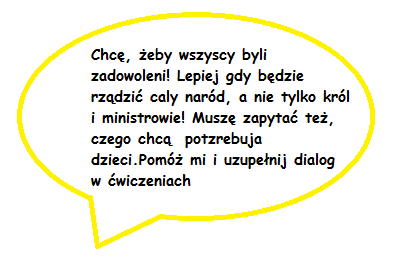 Chcę, żeby wszyscy byli
zadowoleni! Lepiej gdy będzie
rządzić caly naród, a nie tylko król
i ministrowie! Muszę zapytać też,
czego chcą  potzrebuja
dzieci.Pomóż mi i uzupełnij dialog
w ćwiczeniach